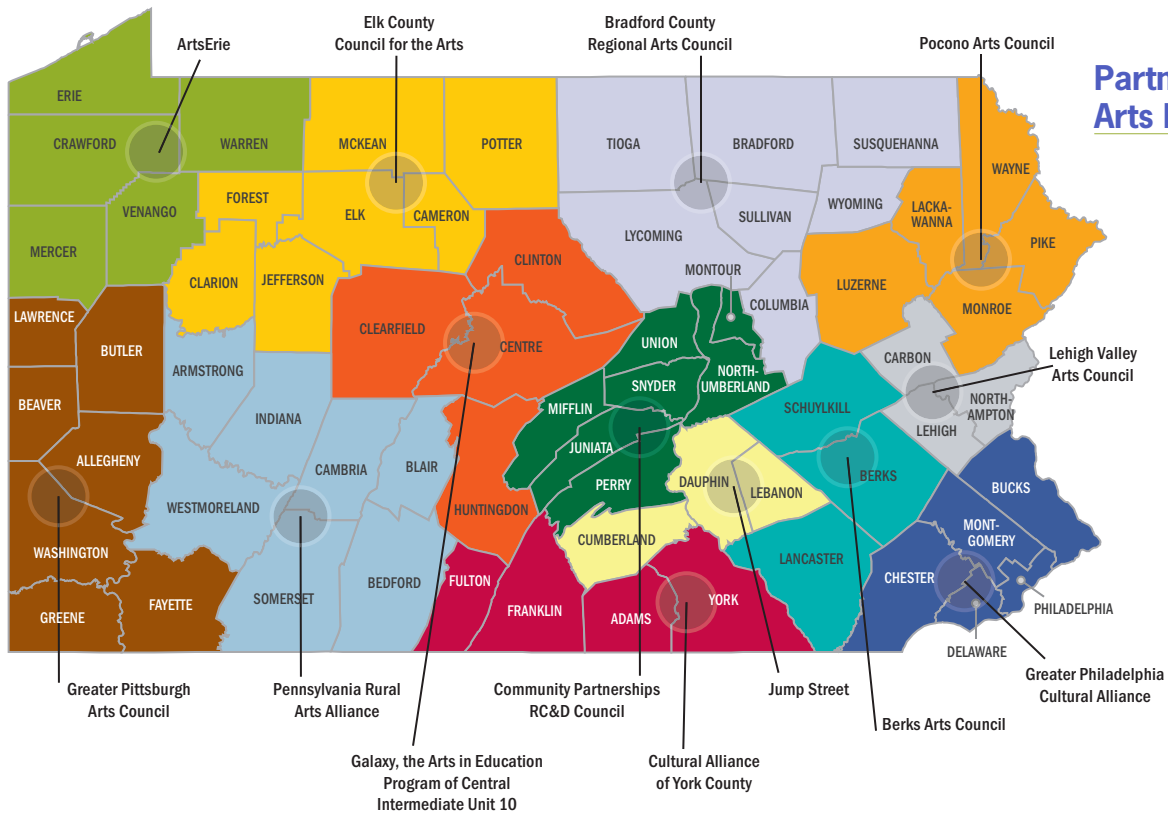 ArtsErie
Elk County
Council for the Arts
Bradford County
Regional Arts Council
Pocono Arts Council
Partn
Arts I
ERIE
CRAWFORD
WARREN
MCKEAN
POTTER
TIOGA
BRADFORD
SUSQUEHANNA
WAYNE
VENANGO
FOREST
ELK
CAMERON
LYCOMING
SULLIVAN
WYOMING
LACKA-
WANNA
PIKE
MERCER
CLARION
JEFFERSON
CLINTON
MONTOUR
COLUMBIA
LUZERNE
MONROE
LAWRENCE
BUTLER
ARMSTRONG
CLEARFIELD
CENTRE
UNION
SNYDER
NORTH-
UMBERLAND
CARBON
Lehigh Valley
Arts Council
BEAVER
INDIANA
MIFFLIN
SCHUYLKILL
NORTH-
AMPTON
LEHIGH
ALLEGHENY
CAMBRIA
BLAIR
JUNIATA
PERRY
DAUPHIN
LEBANON
BERKS
BUCKS
WESTMORELAND
HUNTINGDON
CUMBERLAND
MONT-
GOMERY
WASHINGTON
LANCASTER
CHESTER
GREENE
FAYETTE
SOMERSET
BEDFORD
FULTON
FRANKLIN
ADAMS
YORK
PHILADELPHIA
DELAWARE
Greater Pittsburgh
Arts Council
Pennsylvania Rural
Arts Alliance
Community Partnerships
RC&D Council
Jump Street
Greater Philadelphia
Cultural Alliance
Berks Arts Council
Galaxy, the Arts in Education
Program of Central
Intermediate Unit 10
Cultural Alliance
of York County